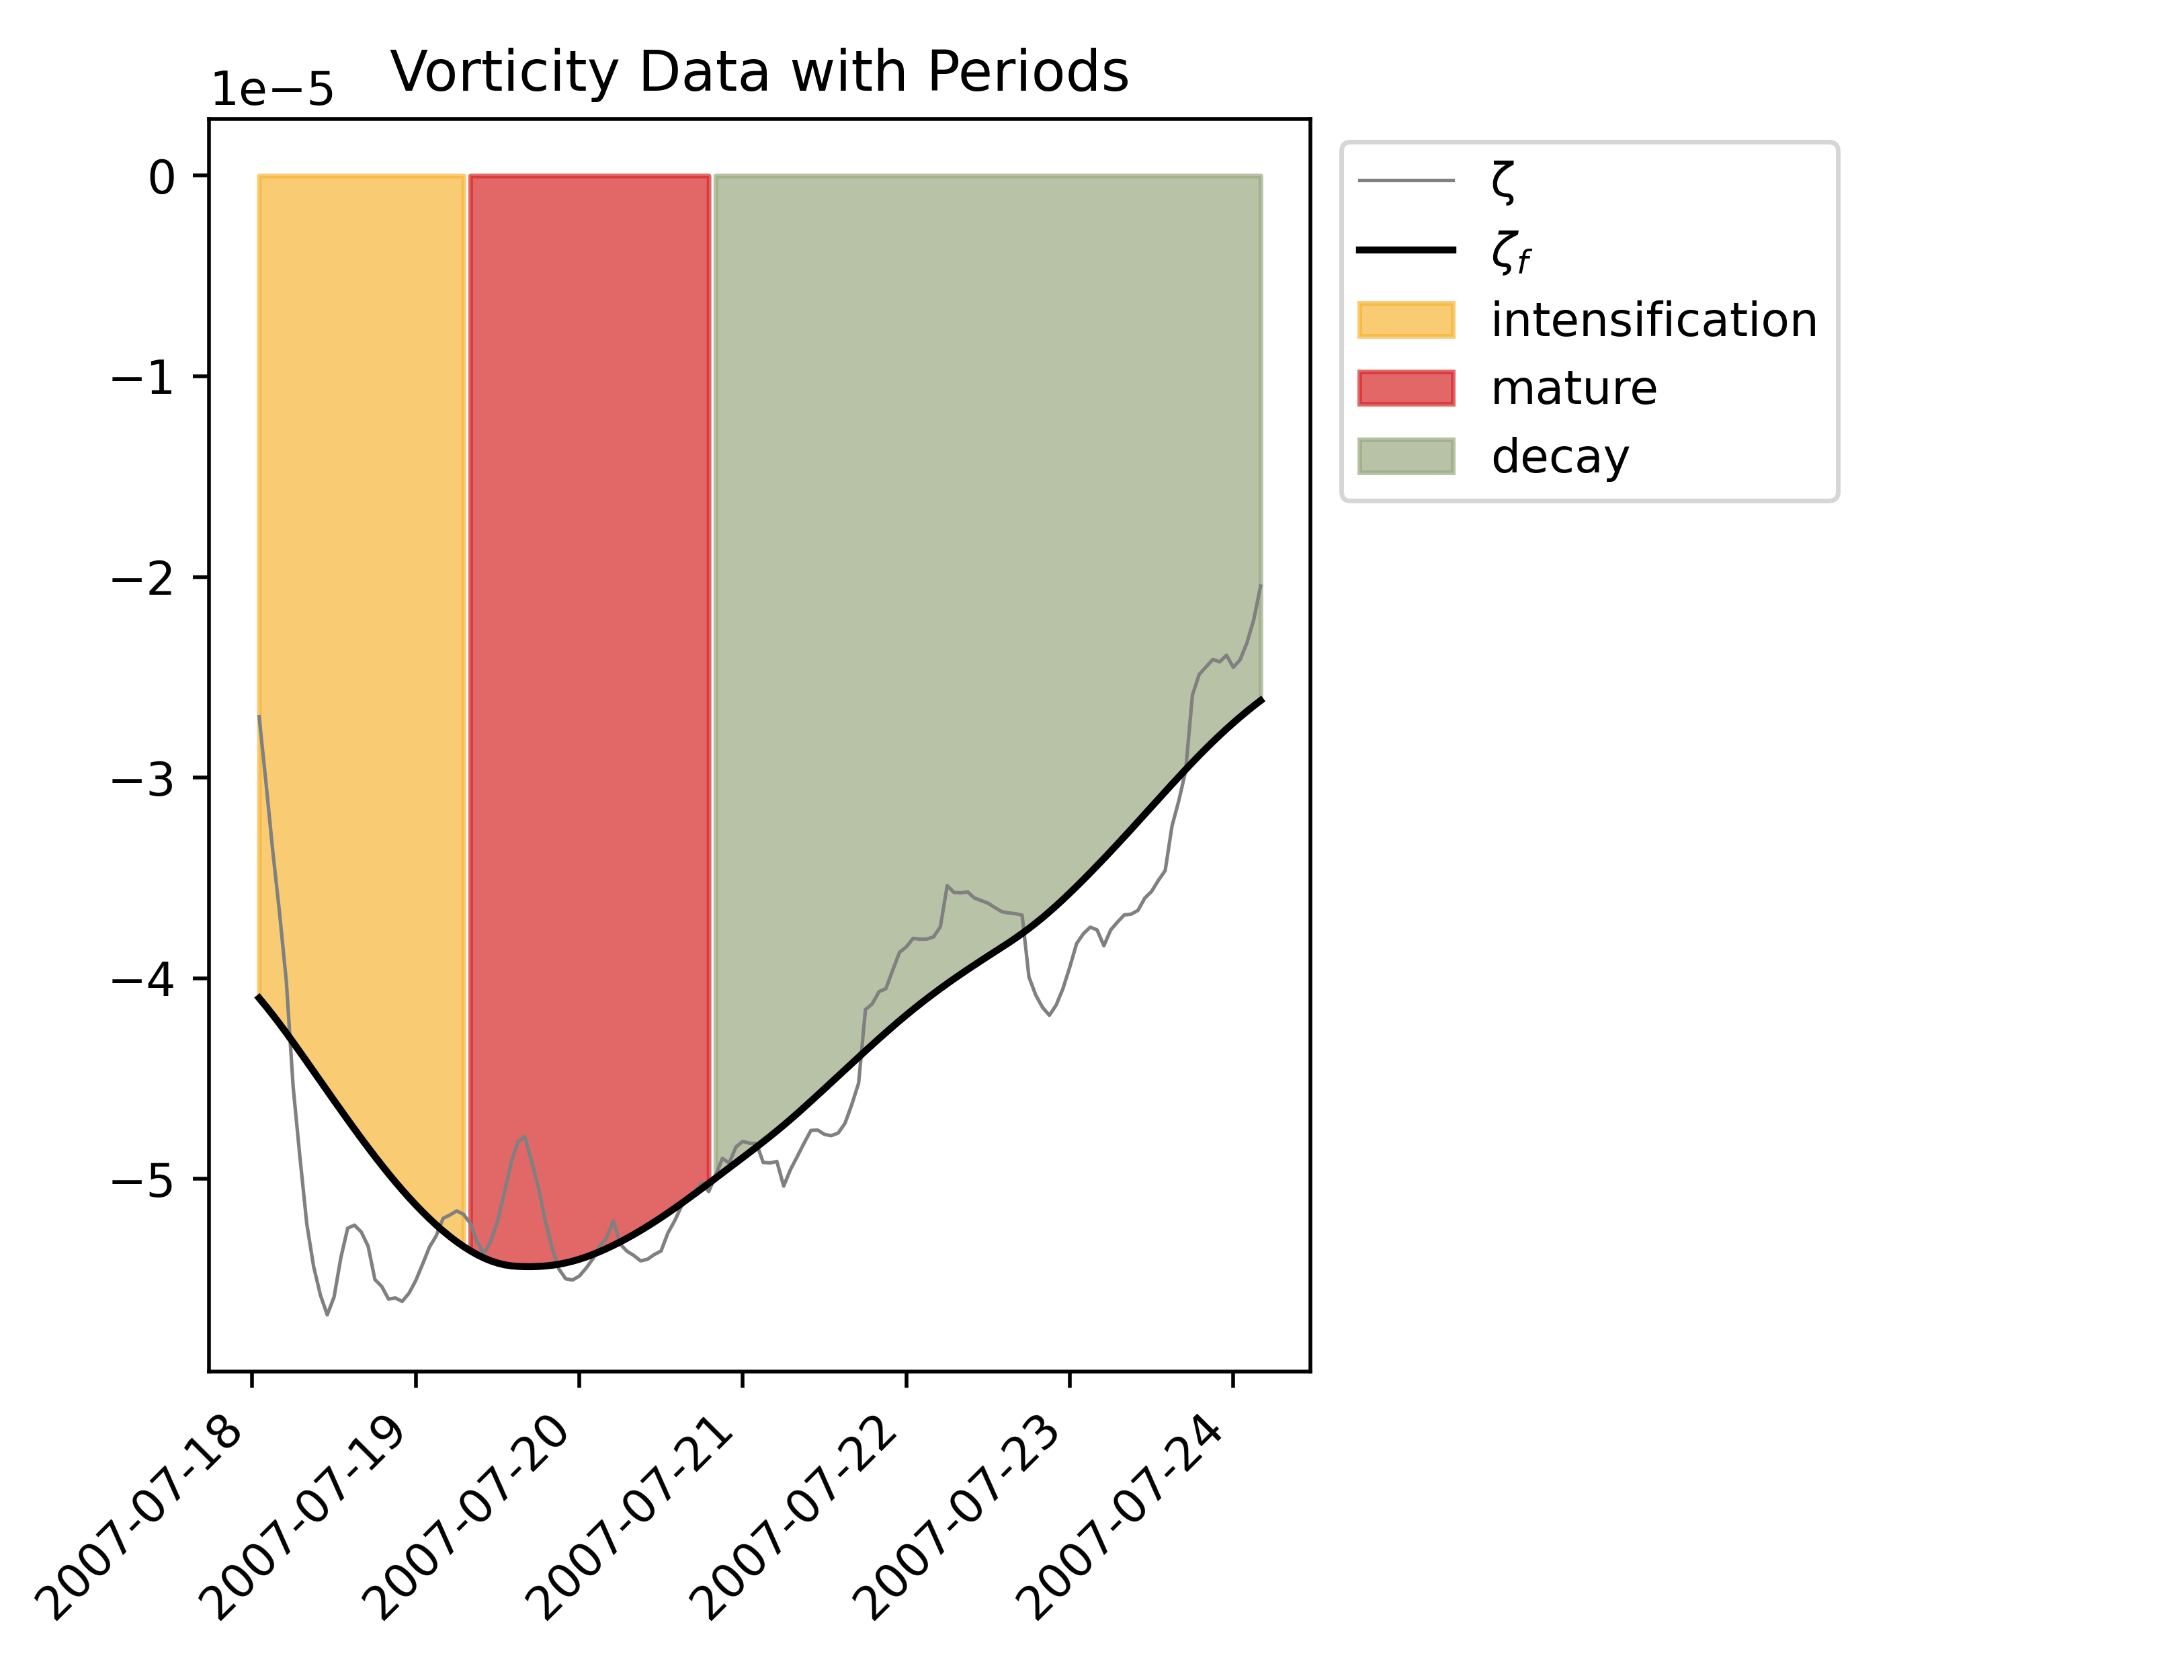 Vorticity Data with Periods
1e−5
0
−1
−2
−3
−4
−5
2007-07-18
2007-07-19
2007-07-20
2007-07-21
2007-07-22
2007-07-23
2007-07-24
ζ
ζf
intensification
mature
decay